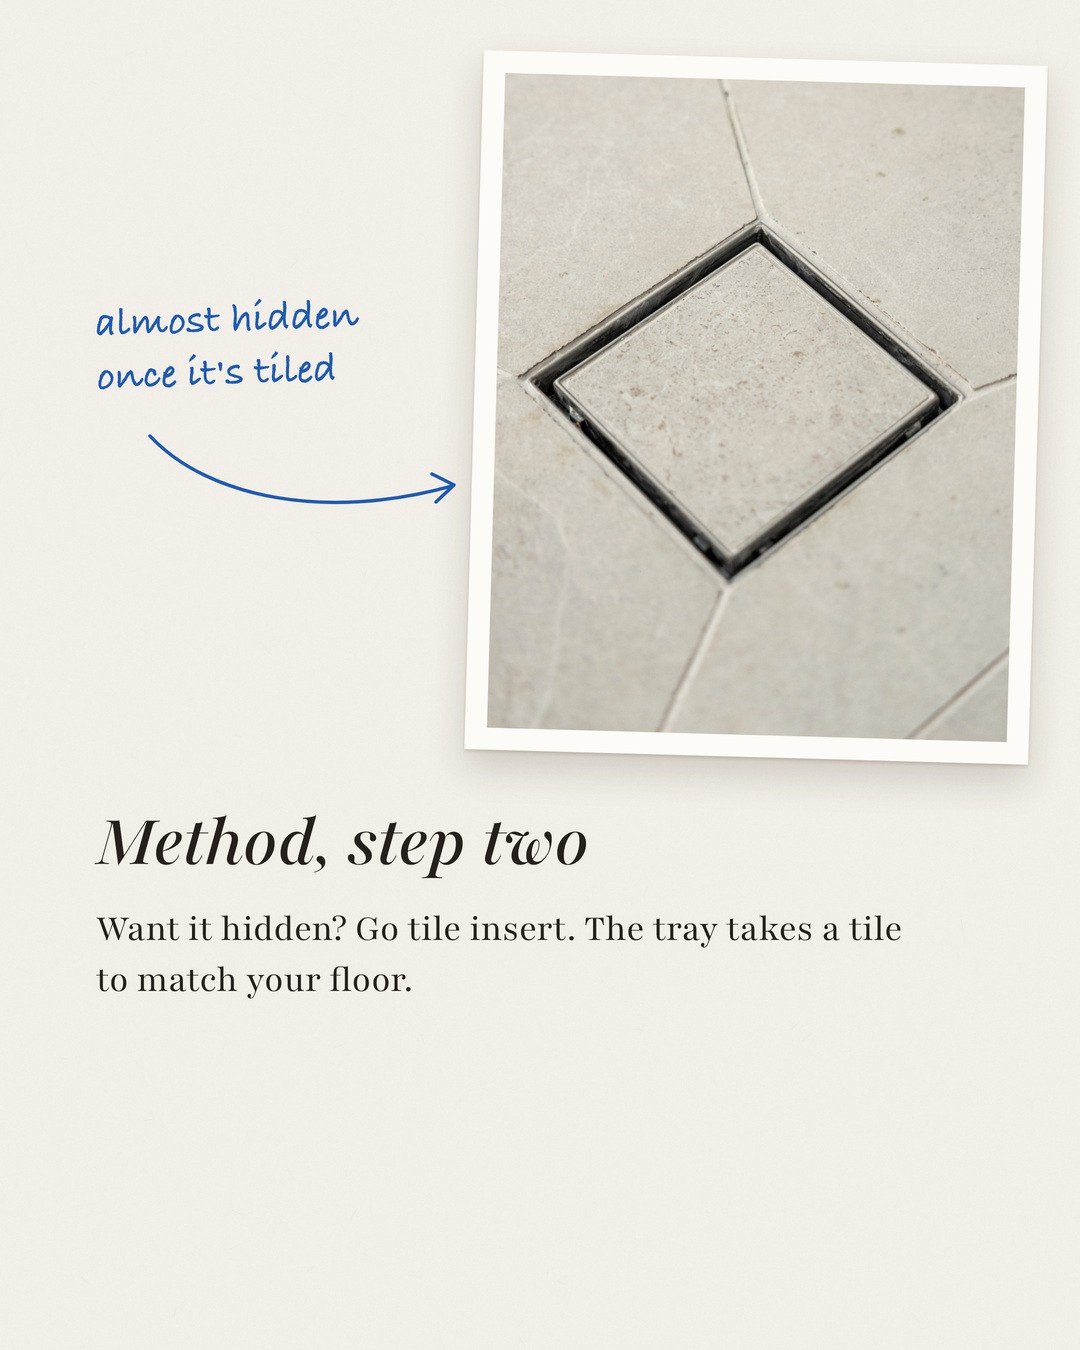 almost hidden
once it's tiled
Method, step two
Want it hidden? Go tile insert. The tray takes a tile
to match your floor.